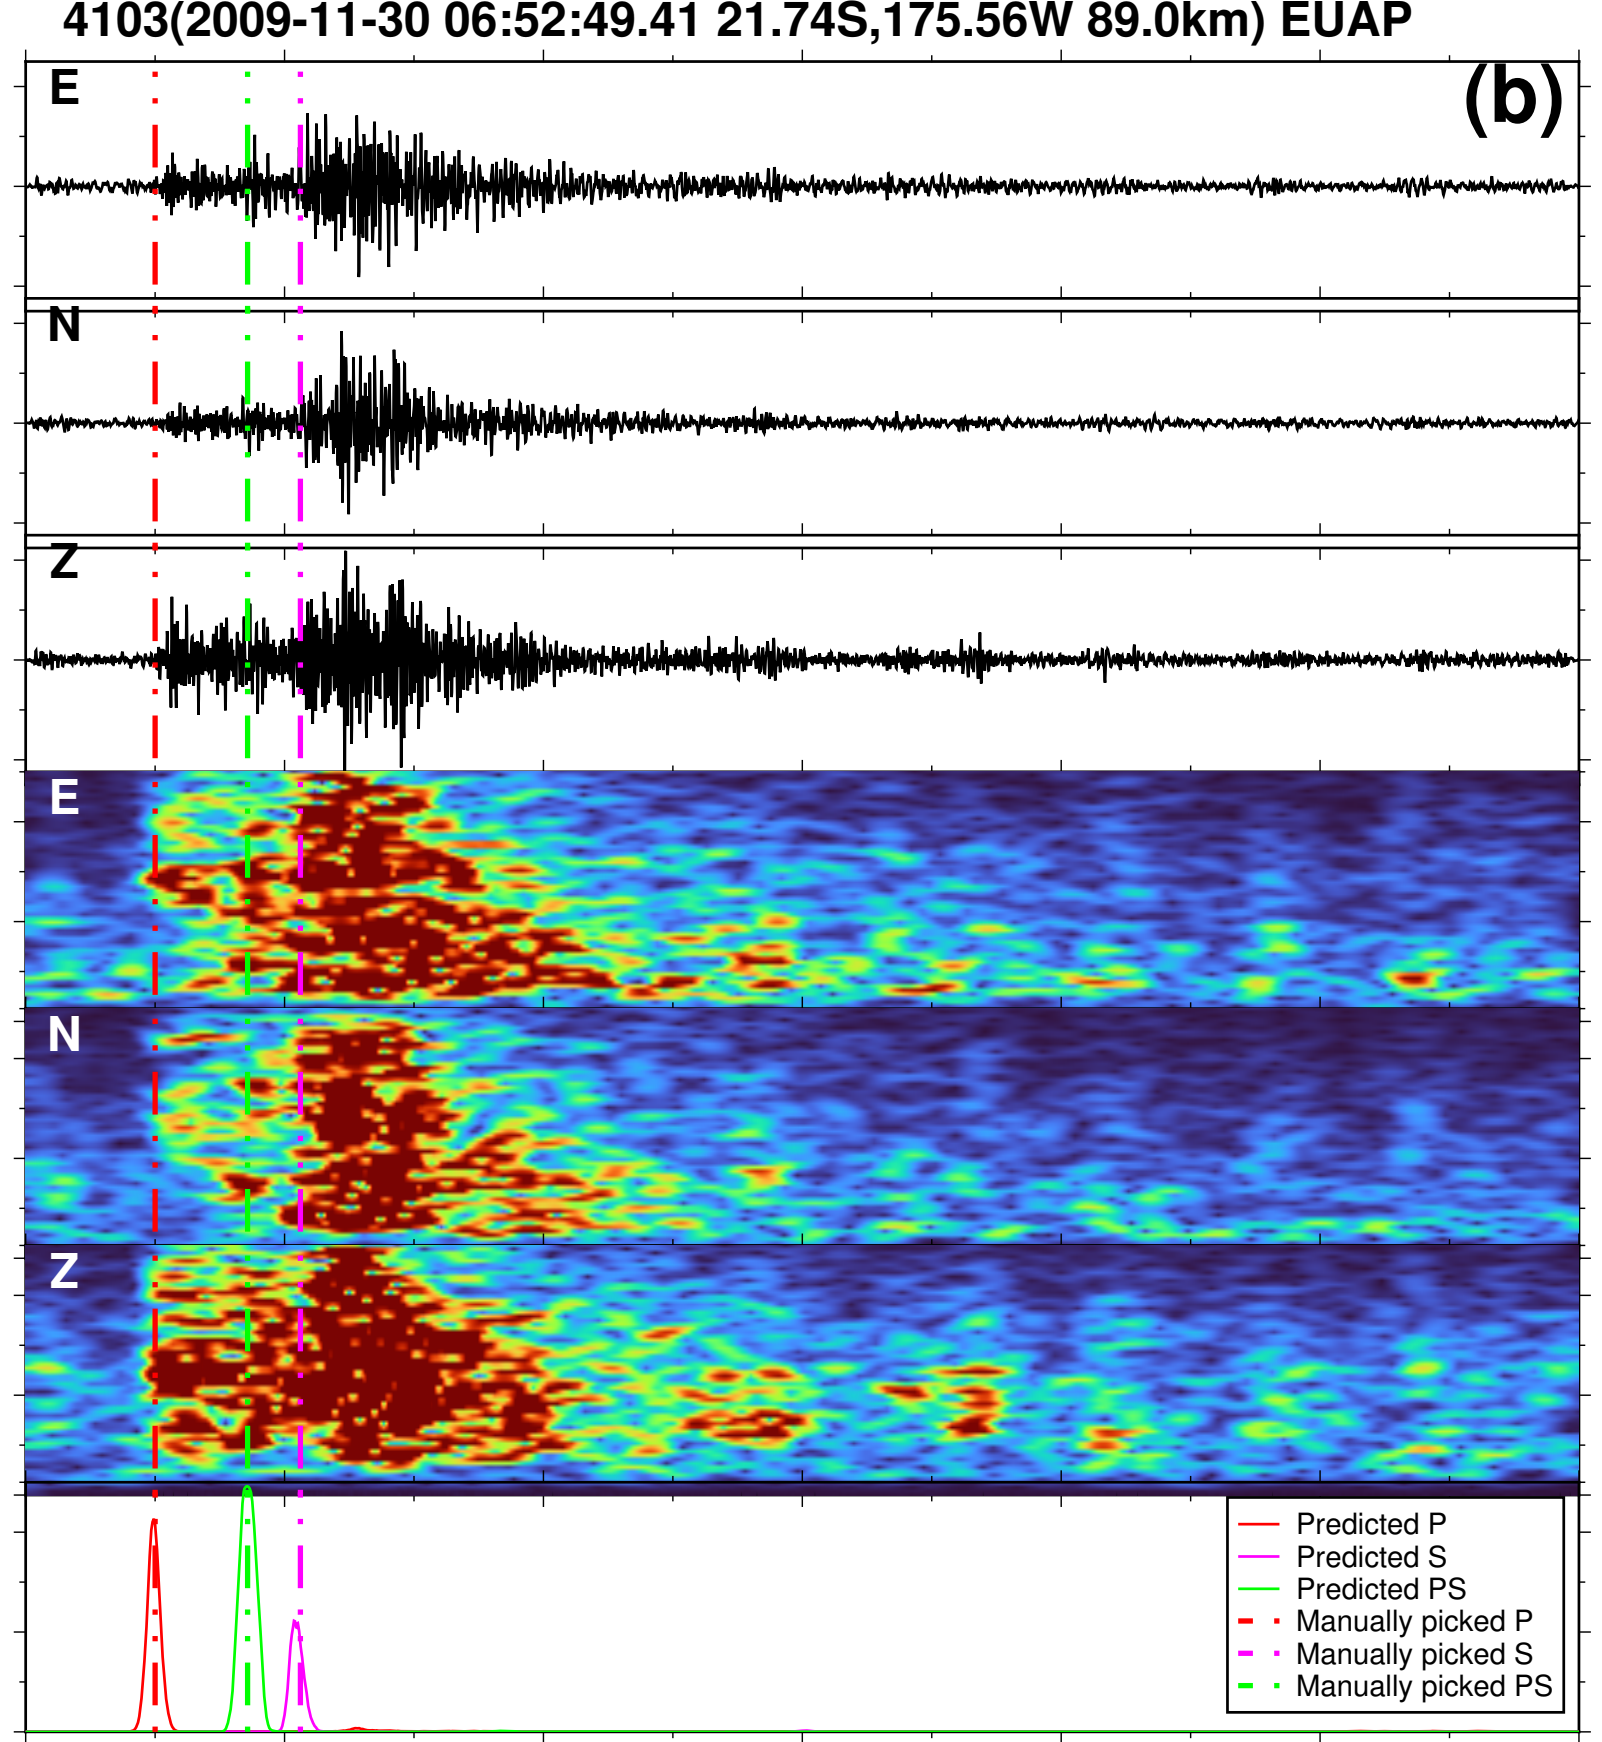 4103(2009-11-30 06:52:49.41 21.74S,175.56W 89.0km) EUAP
E
(b)
N
Z
E
N
Z
Predicted P
Predicted S
Predicted PS
Manually picked P
Manually picked S
Manually picked PS